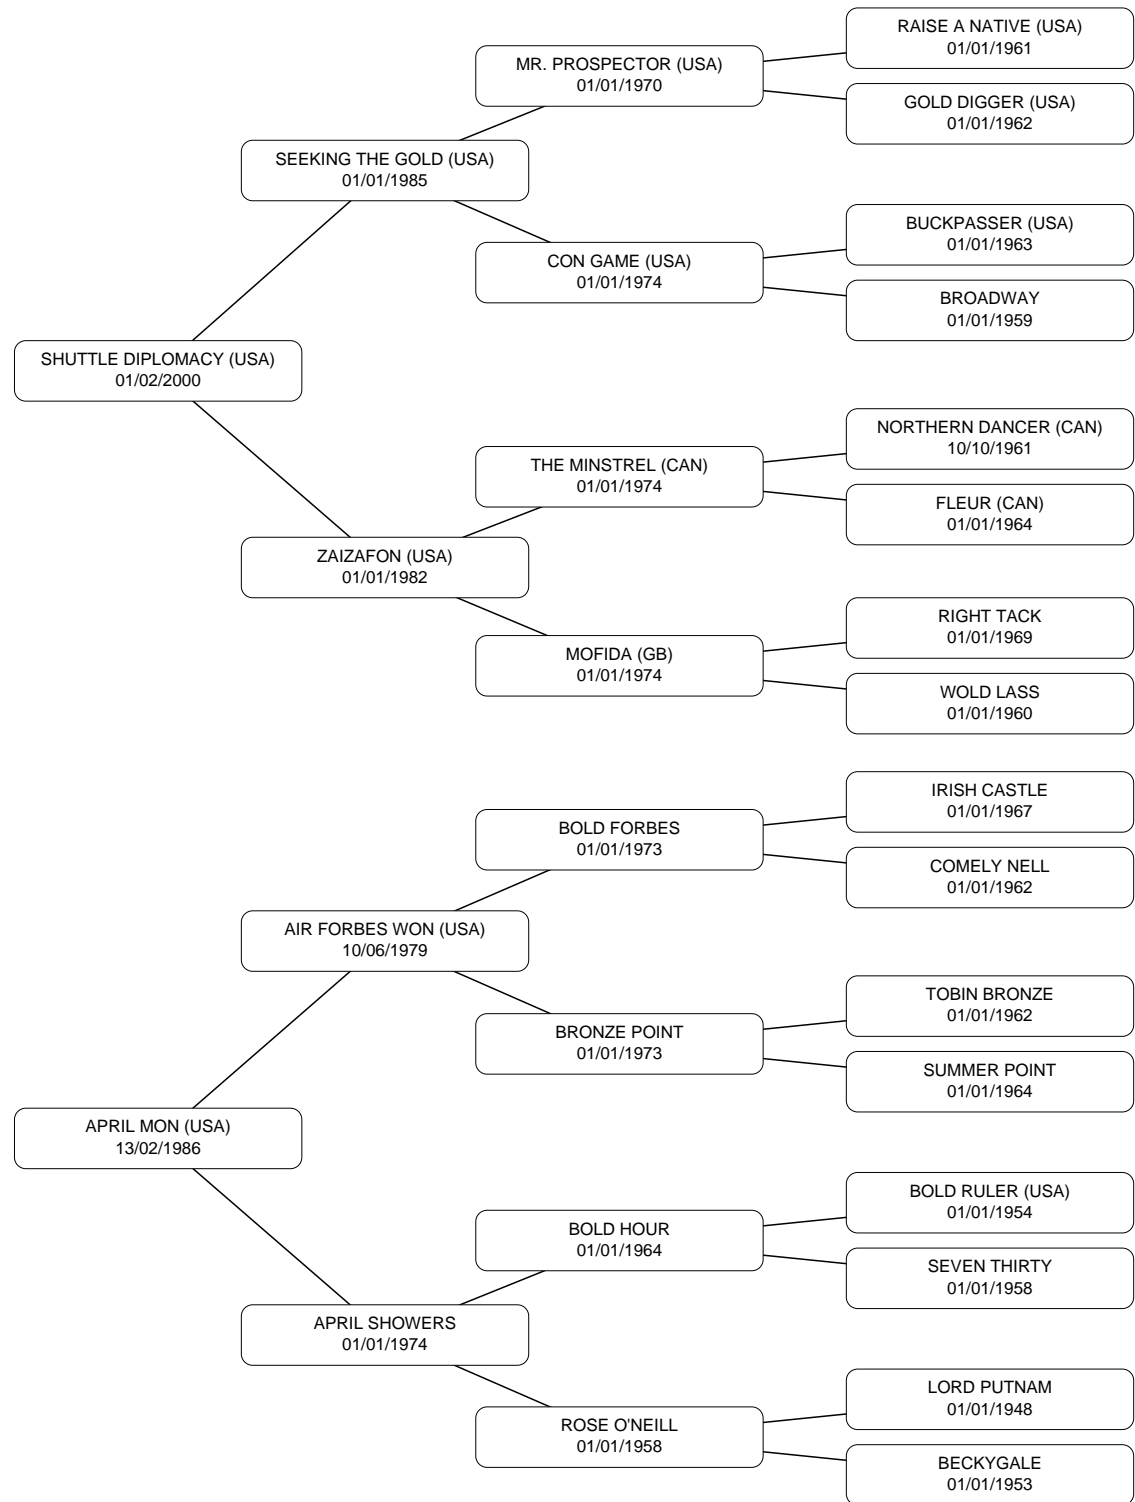 RAISE A NATIVE (USA)
01/01/1961
MR. PROSPECTOR (USA)
01/01/1970
GOLD DIGGER (USA)
01/01/1962
SEEKING THE GOLD (USA)
01/01/1985
BUCKPASSER (USA)
01/01/1963
CON GAME (USA)
01/01/1974
BROADWAY
01/01/1959
SHUTTLE DIPLOMACY (USA)
01/02/2000
NORTHERN DANCER (CAN)
10/10/1961
THE MINSTREL (CAN)
01/01/1974
FLEUR (CAN)
01/01/1964
ZAIZAFON (USA)
01/01/1982
RIGHT TACK
01/01/1969
MOFIDA (GB)
01/01/1974
WOLD LASS
01/01/1960
IRISH CASTLE
01/01/1967
BOLD FORBES
01/01/1973
COMELY NELL
01/01/1962
AIR FORBES WON (USA)
10/06/1979
TOBIN BRONZE
01/01/1962
BRONZE POINT
01/01/1973
SUMMER POINT
01/01/1964
APRIL MON (USA)
13/02/1986
BOLD RULER (USA)
01/01/1954
BOLD HOUR
01/01/1964
SEVEN THIRTY
01/01/1958
APRIL SHOWERS
01/01/1974
LORD PUTNAM
01/01/1948
ROSE O'NEILL
01/01/1958
BECKYGALE
01/01/1953